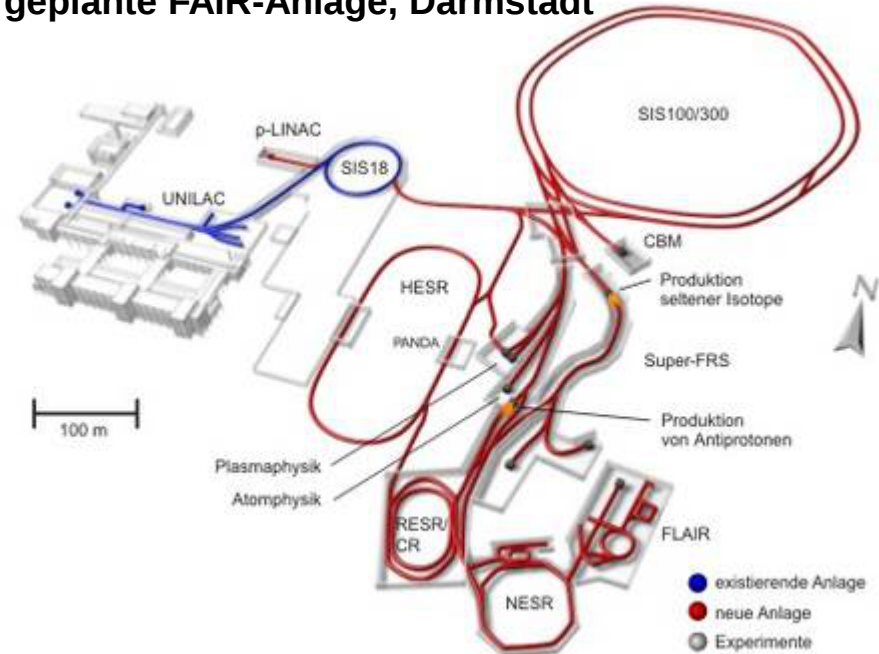 geplante FAIR-Anlage, Darmstadt
p-LINAC
SIS18
SIS100/300
UNILAC
CBM
HESR
Produktion
seltener Isotope
N
PANDA
Super-FRS
100 m
Produktion
von Antiprotonen
Plasmaphysik
Atomphysik
RESR/
CR
FLAIR
NESR
existierende Anlage
neue Anlage
Experimente